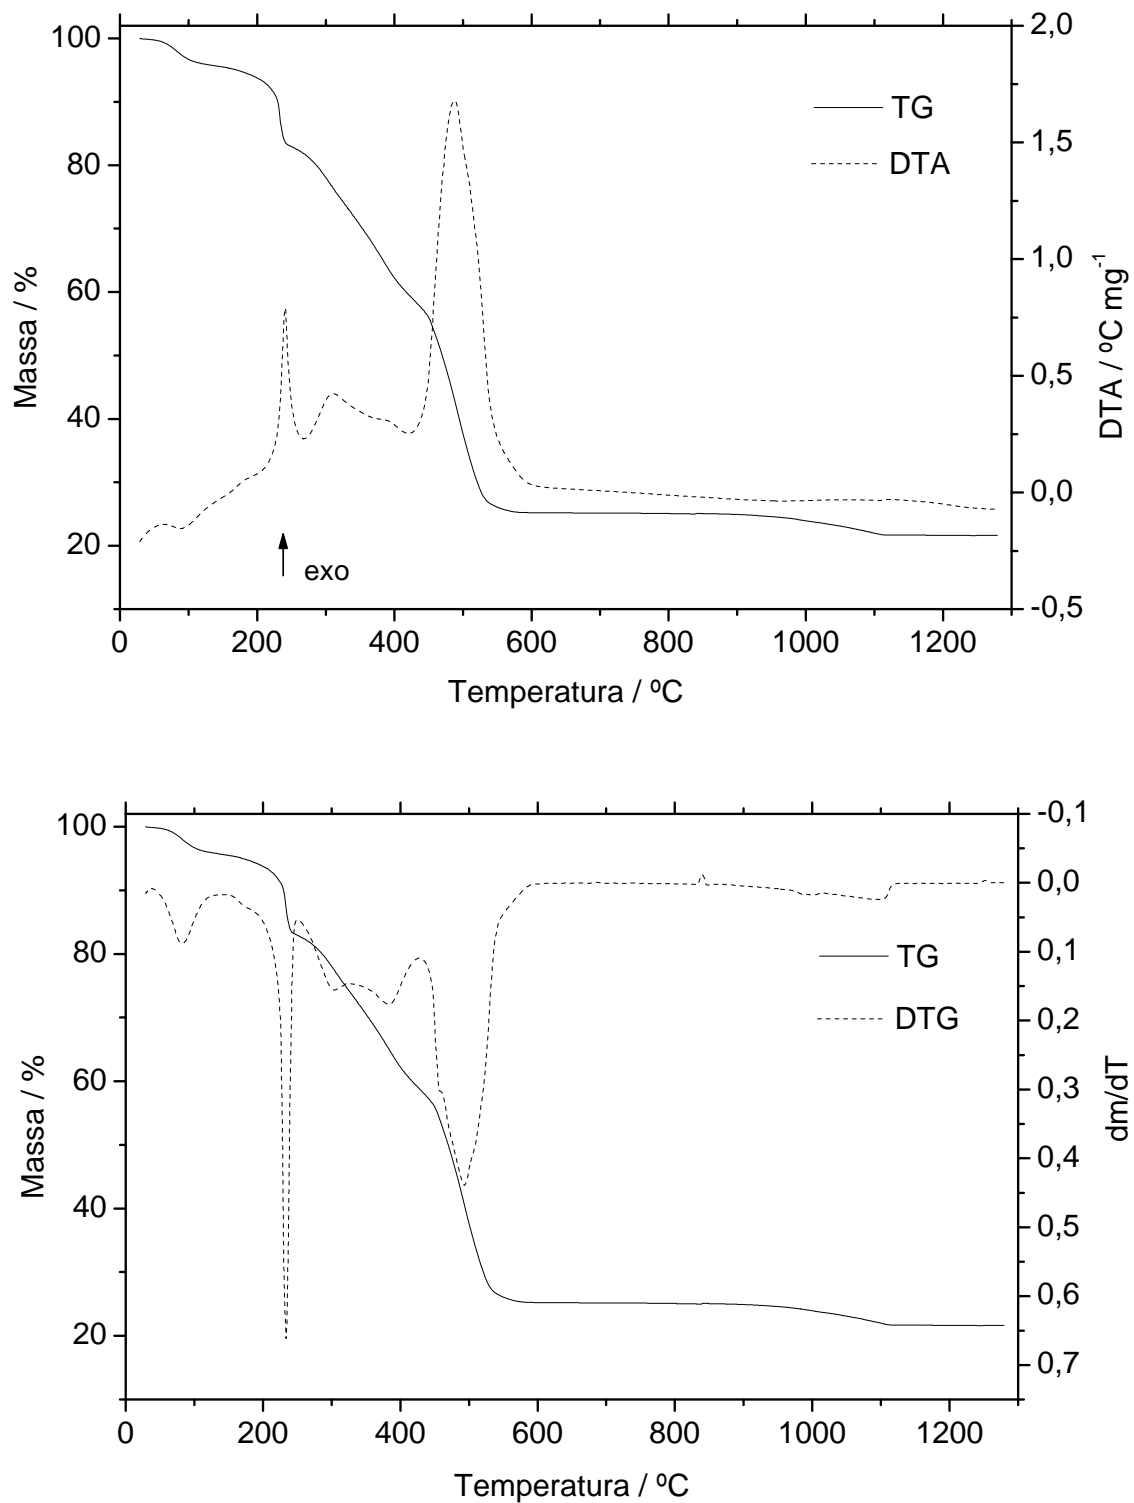 100
80
60
40
20
Massa / %
2,0
1,5
1,0
0,5
0,0
-0,5
DTA / ºC mg-1
TG
DTA
exo
0 200 400 600 800 1000 1200
Temperatura / ºC
100
80
60
40
20
Massa / %
-0,1
0,0
0,1
0,2
0,3
0,4
0,5
0,6
0,7
dm/dT
TG
DTG
0 200 400 600 800 1000 1200
Temperatura / ºC